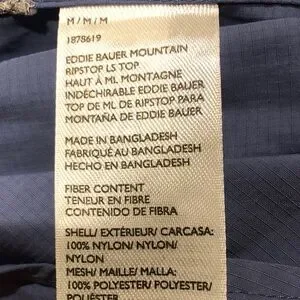 M / M / M
1878619
EDDIE BAUER MOUNTAIN
RIPSTOP LS TOP
HAUT À ML MONTAGNE
INDÉCHIRABLE EDDIE BAUER
TOP DE ML DE RIPSTOP PARA
MONTAÑA DE EDDIE BAUER
MADE IN BANGLADESH
FABRIQUÉ AU BANGLADESH
HECHO EN BANGLADESH
FIBER CONTENT
TENEUR EN FIBRE
CONTENIDO DE FIBRA
SHELL/ EXTÉRIEUR/ CARCASA:
100% NYLON/ NYLON/
NYLON
MESH/ MAILLE/ MALLA:
100% POLYESTER/ POLYESTER/
POLIÉSTER